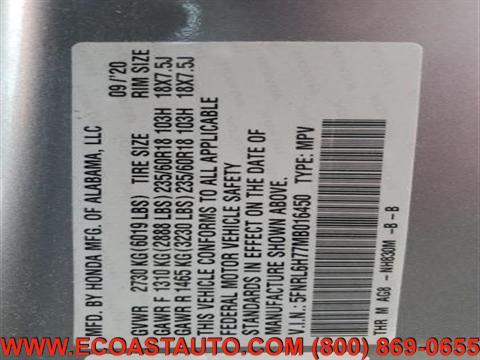 MFD. BY HONDA MFG. OF ALABAMA, LLC 09/'20
GVWR 2730 KG(6019 LBS) TIRE SIZE RIM SIZE
GAWR F 1310 KG(2888 LBS) 235/60R18 103H 18X7.5J
GAWR R 1465 KG(3230 LBS) 235/60R18 103H 18X7.5J
THIS VEHICLE CONFORMS TO ALL APPLICABLE
FEDERAL MOTOR VEHICLE SAFETY
STANDARDS IN EFFECT ON THE DATE OF
MANUFACTURE SHOWN ABOVE.
V.I.N.: 5FNRL6H77MB016450 TYPE: MPV
THR M AG8 - NH830M -B -B
WWW.ECOASTAUTO.COM (800) 869-0655